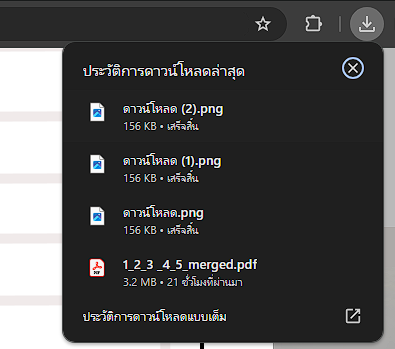 ประวัติการดาวน์โหลดล่าสุด
ดาวน์โหลด (2).png
156 KB • เสร็จสิ้น
ดาวน์โหลด (1).png
156 KB • เสร็จสิ้น
ดาวน์โหลด.png
156 KB • เสร็จสิ้น
1_2_3 _4_5_merged.pdf
3.2 MB • 21 ชั่วโมงที่ผ่านมา
ประวัติการดาวน์โหลดแบบเต็ม